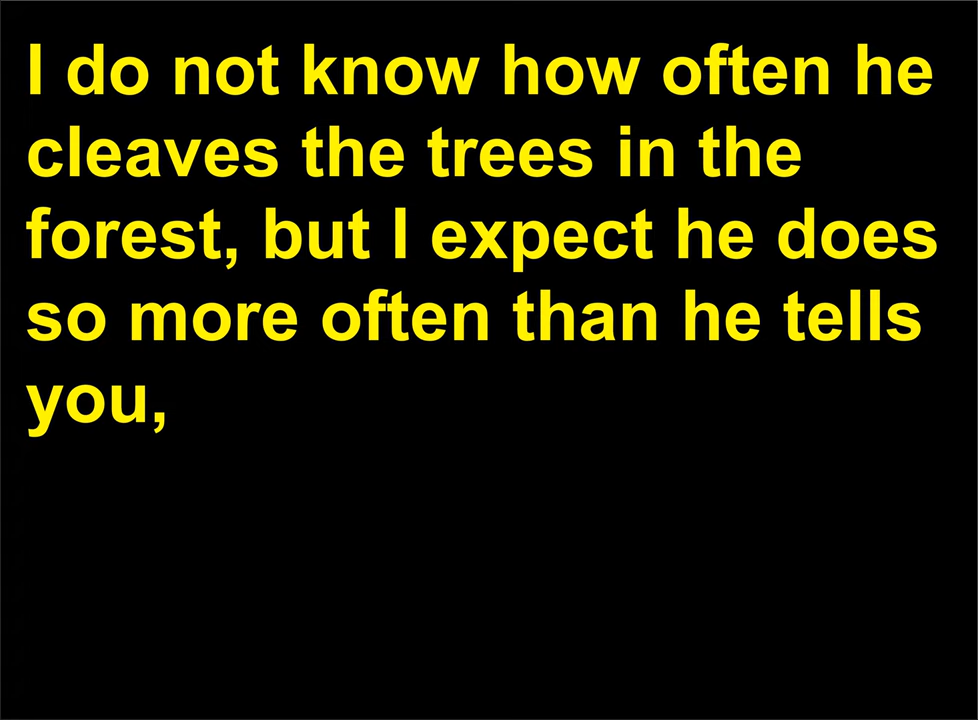 I do not know how often he
cleaves the trees in the
forest, but I expect he does
so more often than he tells
you,